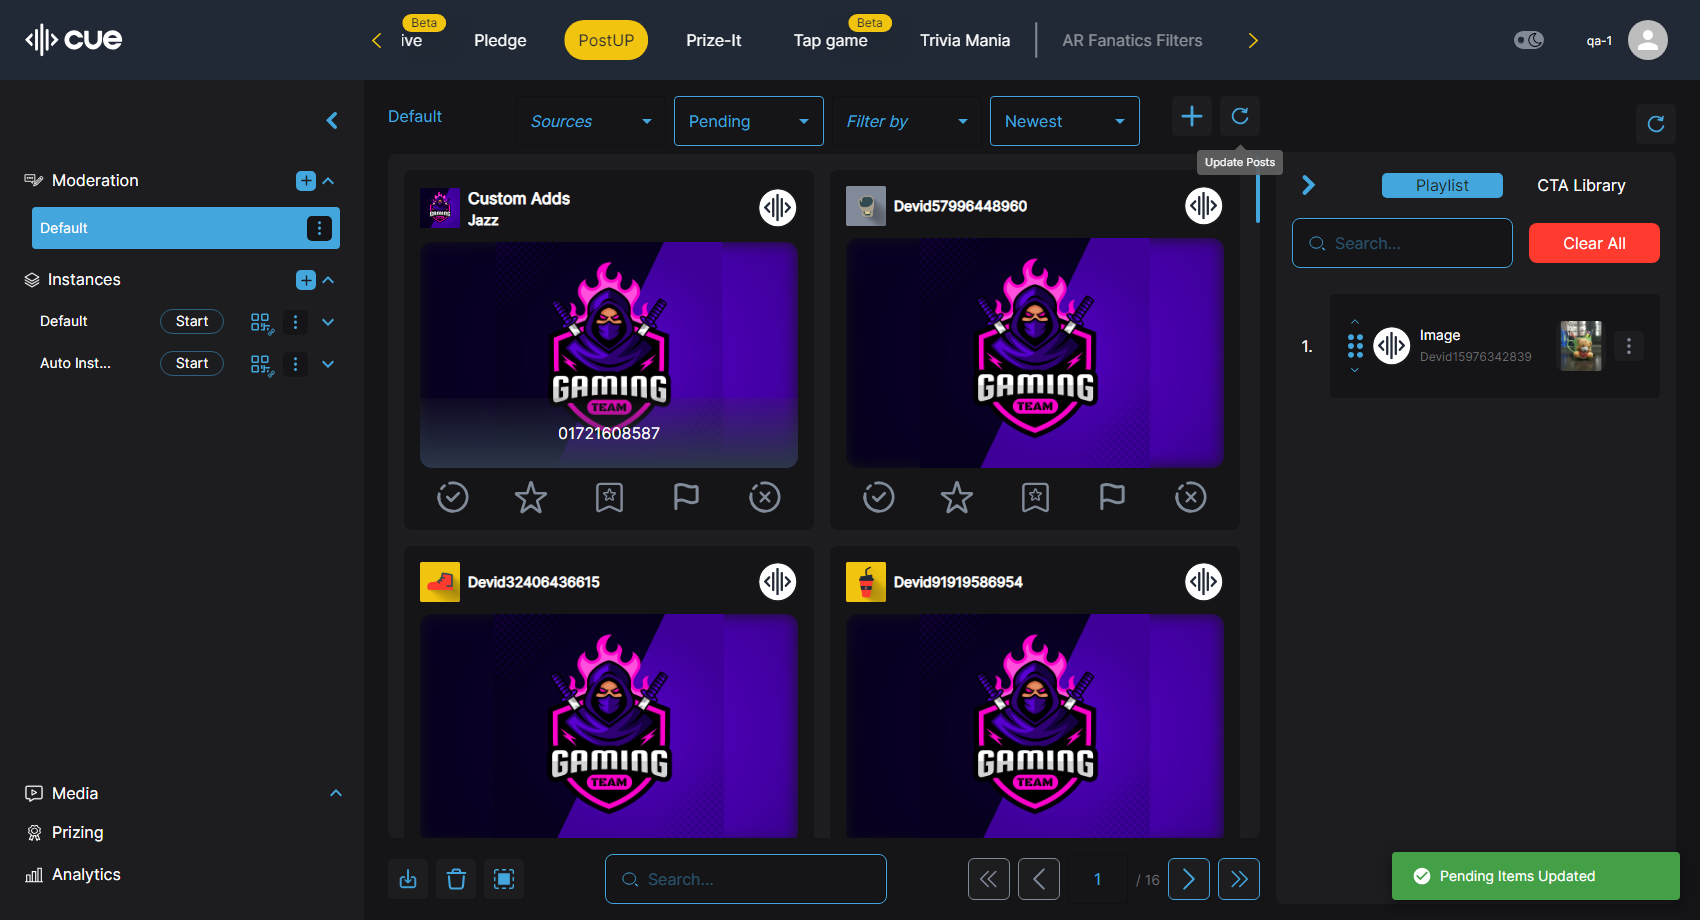 cue
Beta
ive
Pledge
PostUP
Prize-It
Beta
Tap game
Trivia Mania
AR Fanatics Filters
qa-1
Default
Sources
Pending
Filter by
Newest
Update Posts
Moderation
Default
Instances
Default
Start
Auto Inst...
Start
Media
Prizing
Analytics
Custom Adds
Jazz
GAMING
TEAM
01721608587
Devid57996448960
GAMING
TEAM
Devid32406436615
GAMING
TEAM
Devid91919586954
GAMING
TEAM
Search...
1
/ 16
Playlist
CTA Library
Search...
Clear All
1.
Image
Devid15976342839
Pending Items Updated